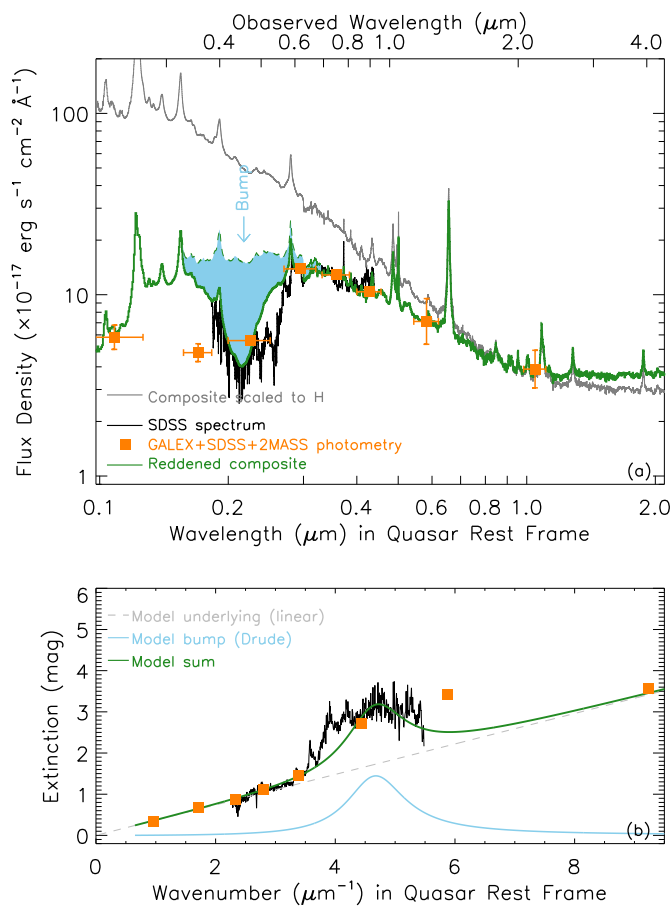 Obaserved Wavelength (μm)
0.4 0.6 0.8 1.0 2.0 4.0
100
10
1
Flux Density (×10⁻¹⁷ erg s⁻¹ cm⁻² Å⁻¹)
Bump
Composite scaled to H
SDSS spectrum
GALEX+SDSS+2MASS photometry
Reddened composite
(a)
0.1 0.2 0.4 0.6 0.8 1.0 2.0
Wavelength (μm) in Quasar Rest Frame
6
5
4
3
2
1
0
Extinction (mag)
Model underlying (linear)
Model bump (Drude)
Model sum
(b)
0 2 4 6 8
Wavenumber (μm⁻¹) in Quasar Rest Frame